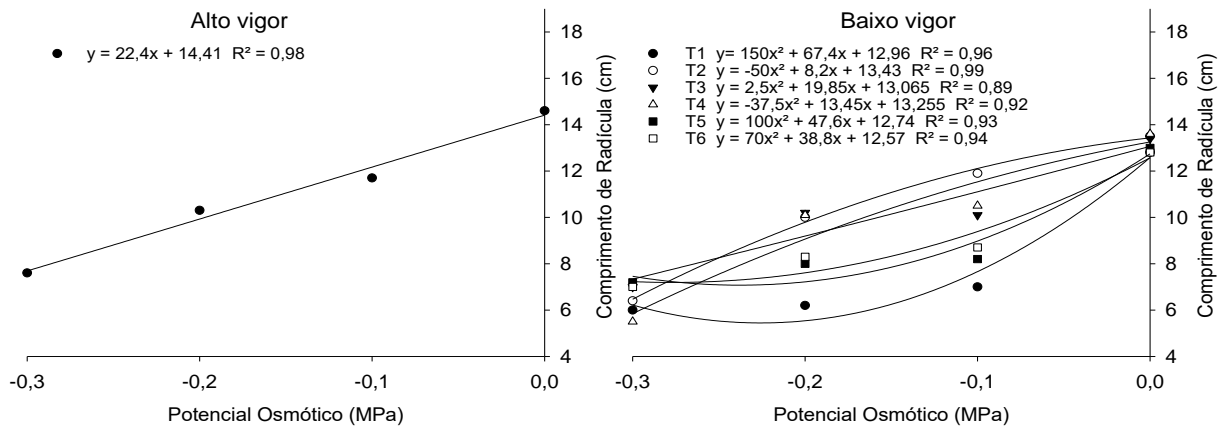 Alto vigor
y = 22,4x + 14,41 R² = 0,98
18
16
14
12
10
8
6
4
Comprimento de Radícula (cm)
-0,3
-0,2
-0,1
0,0
Potencial Osmótico (MPa)
Baixo vigor
T1 y= 150x² + 67,4x + 12,96 R² = 0,96
T2 y = -50x² + 8,2x + 13,43 R² = 0,99
T3 y = 2,5x² + 19,85x + 13,065 R² = 0,89
T4 y = -37,5x² + 13,45x + 13,255 R² = 0,92
T5 y = 100x² + 47,6x + 12,74 R² = 0,93
T6 y = 70x² + 38,8x + 12,57 R² = 0,94
18
16
14
12
10
8
6
4
Comprimento de Radícula (cm)
-0,3
-0,2
-0,1
0,0
Potencial Osmótico (MPa)